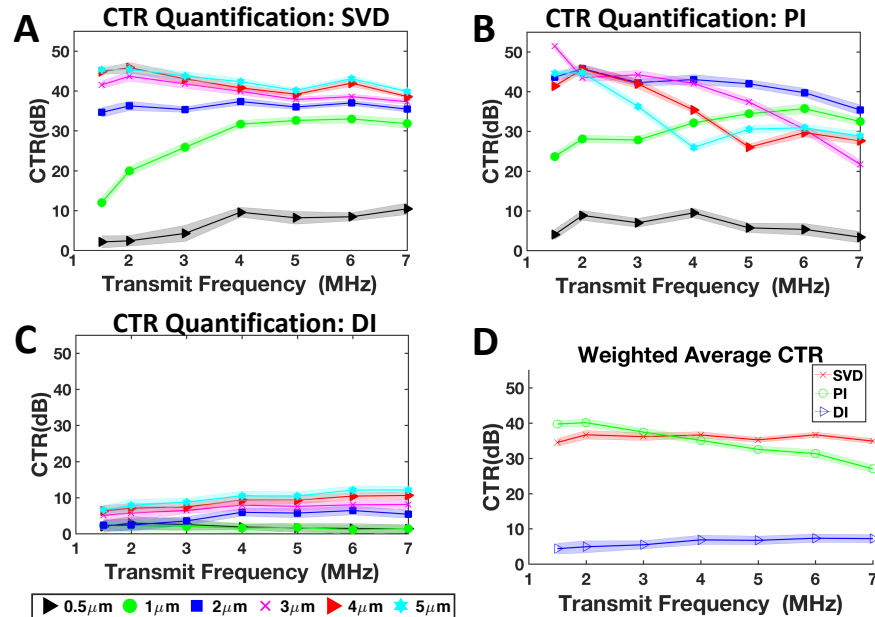 A
CTR Quantification: SVD
50
40
30
20
10
0
CTR(dB)
1 2 3 4 5 6 7
Transmit Frequency (MHz)
B
CTR Quantification: PI
50
40
30
20
10
0
CTR(dB)
1 2 3 4 5 6 7
Transmit Frequency (MHz)
C
CTR Quantification: DI
50
40
30
20
10
0
CTR(dB)
1 2 3 4 5 6 7
Transmit Frequency (MHz)
0.5μm 1μm 2μm 3μm 4μm 5μm
D
Weighted Average CTR
SVD
PI
DI
50
40
30
20
10
0
CTR(dB)
1 2 3 4 5 6 7
Transmit Frequency (MHz)